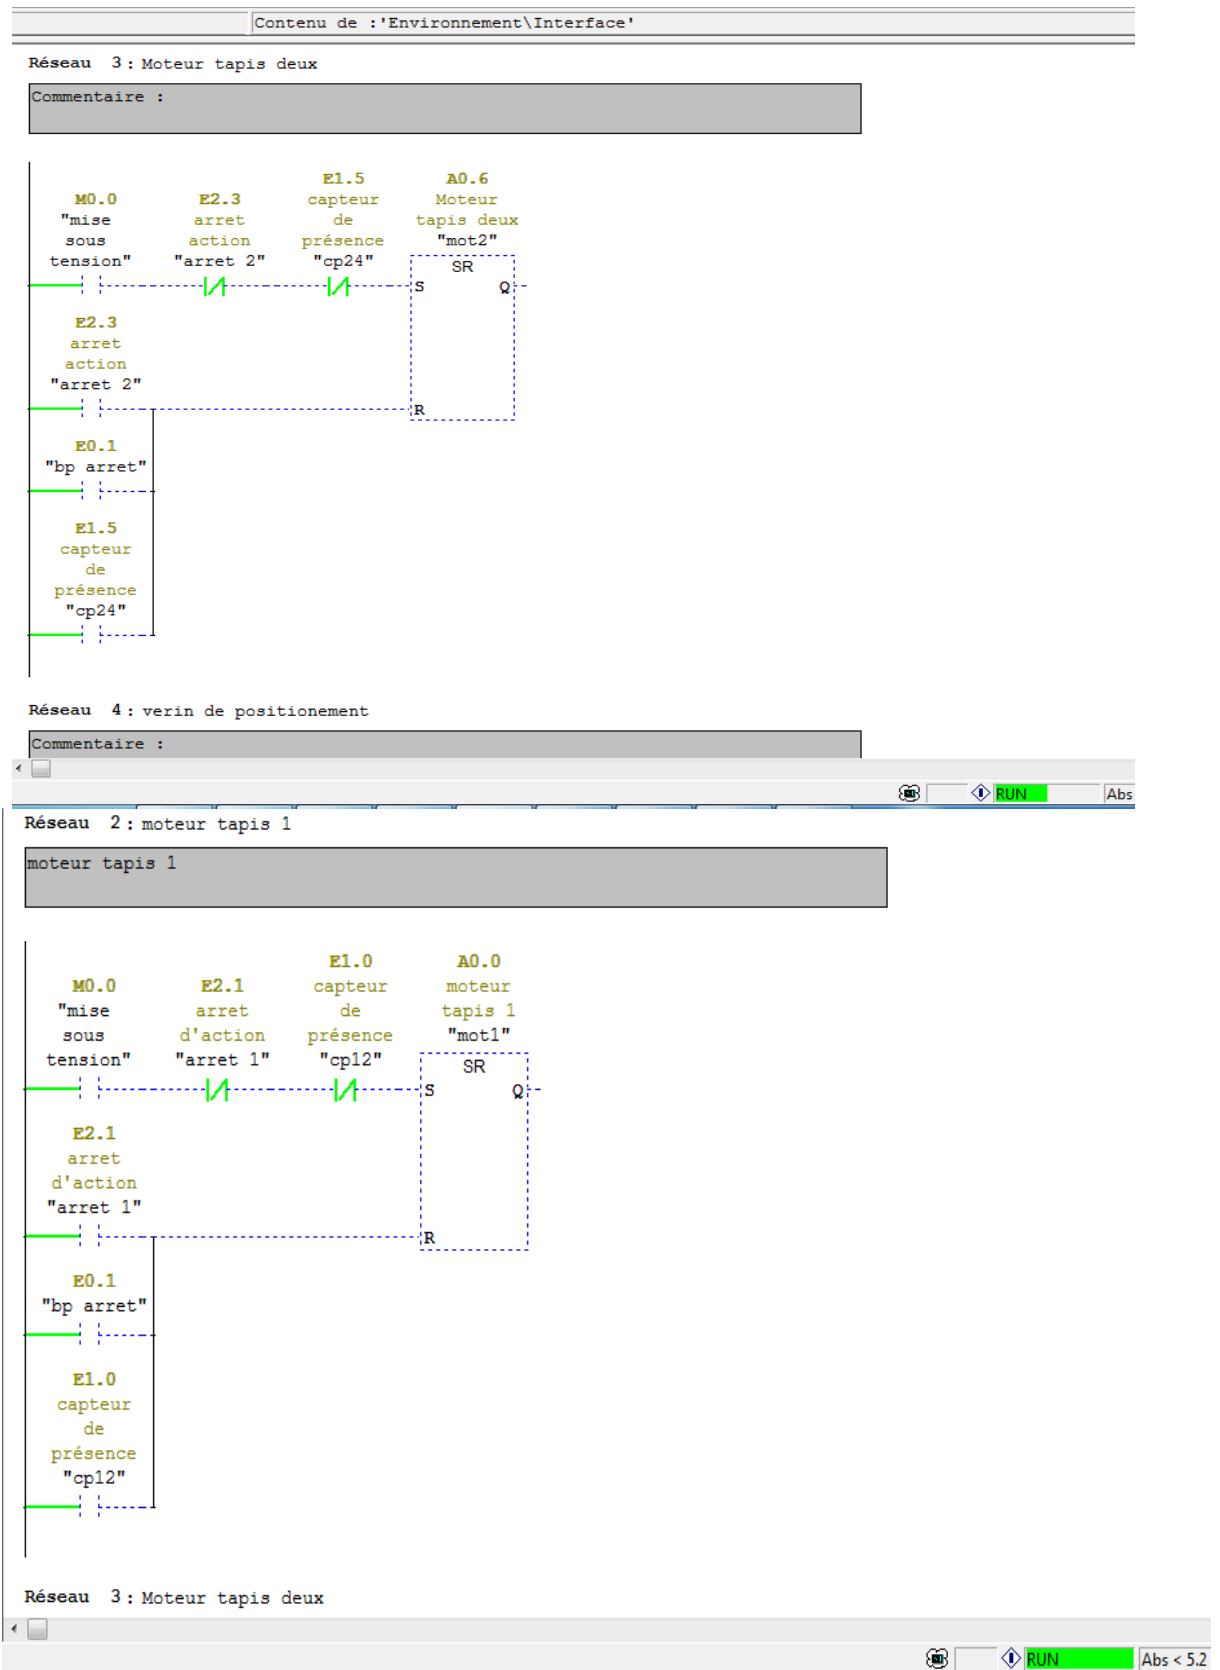 Contenu de :'Environnement\Interface'
Réseau 3 : Moteur tapis deux
Commentaire :
E1.5 A0.6
M0.0 E2.3 capteur Moteur
"mise arret de tapis deux
sous action présence "mot2"
tension" "arret 2" "cp24" SR
S Q
E2.3
arret
action
"arret 2"
R
E0.1
"bp arret"
E1.5
capteur
de
présence
"cp24"
Réseau 4 : verin de positionement
Commentaire :
RUN Abs
Réseau 2 : moteur tapis 1
moteur tapis 1
E1.0 A0.0
M0.0 E2.1 capteur moteur
"mise arret de tapis 1
sous d'action présence "mot1"
tension" "arret 1" "cp12" SR
S Q
E2.1
arret
d'action
"arret 1"
R
E0.1
"bp arret"
E1.0
capteur
de
présence
"cp12"
Réseau 3 : Moteur tapis deux
RUN Abs < 5.2